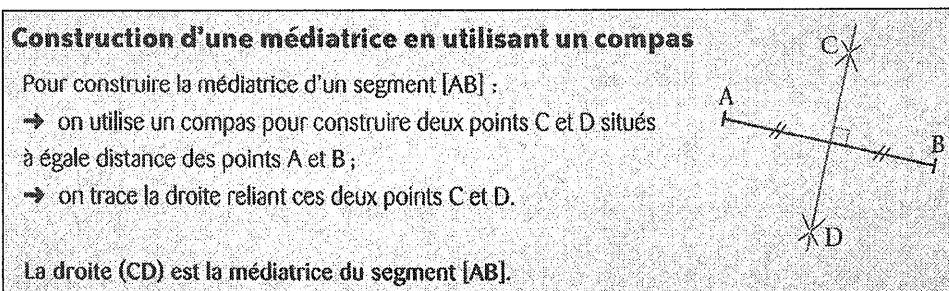 Construction d'une médiatrice en utilisant un compas
Pour construire la médiatrice d'un segment [AB] :
➔ on utilise un compas pour construire deux points C et D situés
à égale distance des points A et B ;
➔ on trace la droite reliant ces deux points C et D.
La droite (CD) est la médiatrice du segment [AB].
C
A
B
D